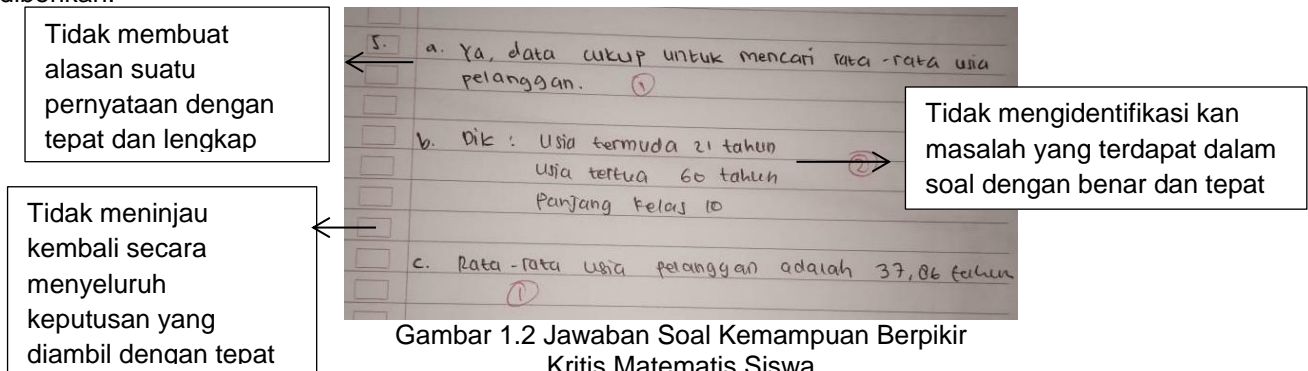 diberikan.
Tidak membuat
alasan suatu
pernyataan dengan
tepat dan lengkap
5. a. Ya, data cukup untuk mencari rata-rata usia
pelanggan. ①
Tidak mengidentifikasi kan
masalah yang terdapat dalam
soal dengan benar dan tepat
b. Dik : Usia termuda 21 tahun
②
Usia tertua 60 tahun
Panjang kelas 10
Tidak meninjau
kembali secara
menyeluruh
keputusan yang
diambil dengan tepat
c. Rata-rata usia pelanggan adalah 37,86 tahun
①
Gambar 1.2 Jawaban Soal Kemampuan Berpikir
Kritis Matematis Siswa